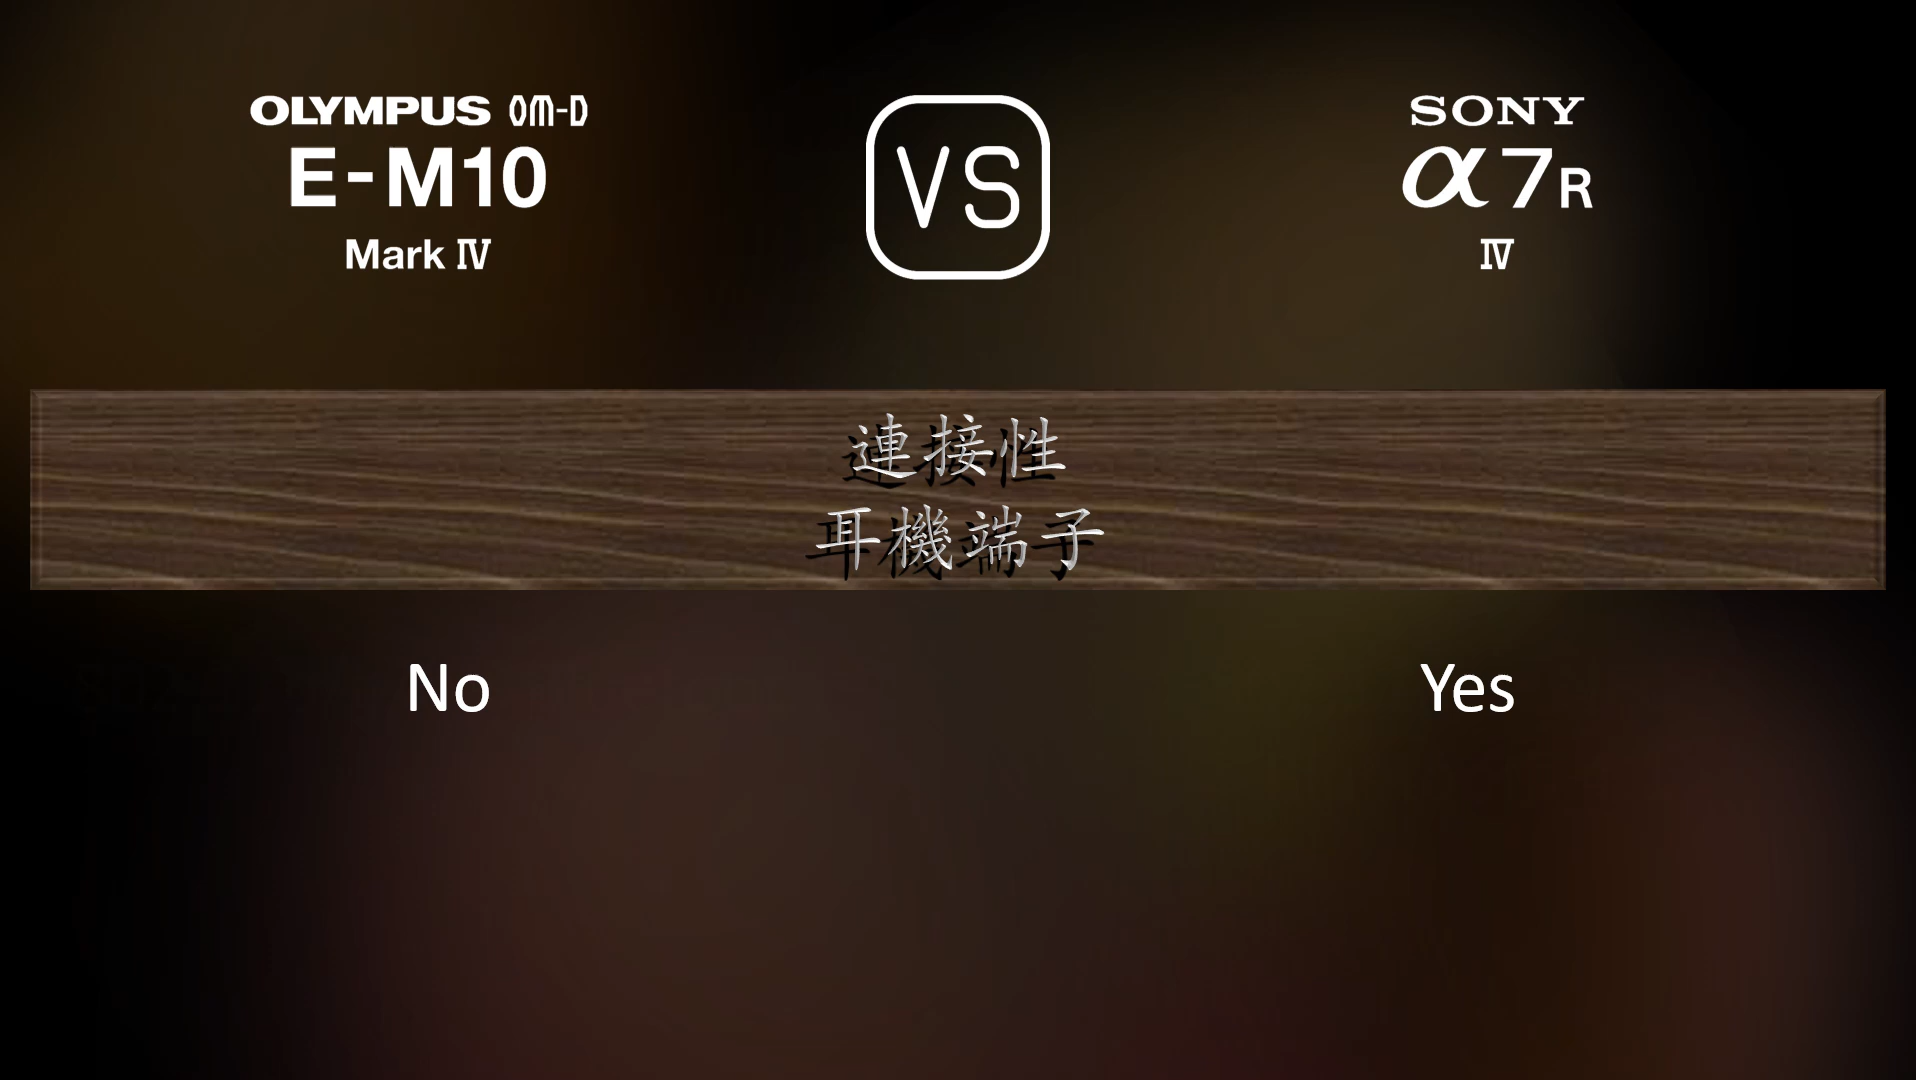 OLYMPUS OM-D
E-M10
Mark IV
VS
SONY
α7R
IV
連接性
耳機端子
No
Yes